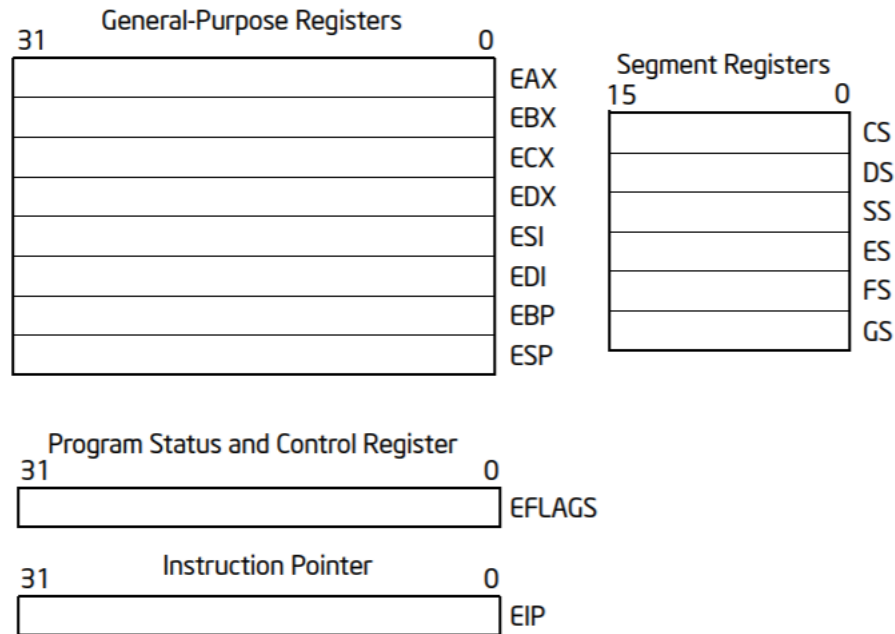 General-Purpose Registers
31 0
EAX
EBX
ECX
EDX
ESI
EDI
EBP
ESP
Segment Registers
15 0
CS
DS
SS
ES
FS
GS
Program Status and Control Register
31 0
EFLAGS
Instruction Pointer
31 0
EIP